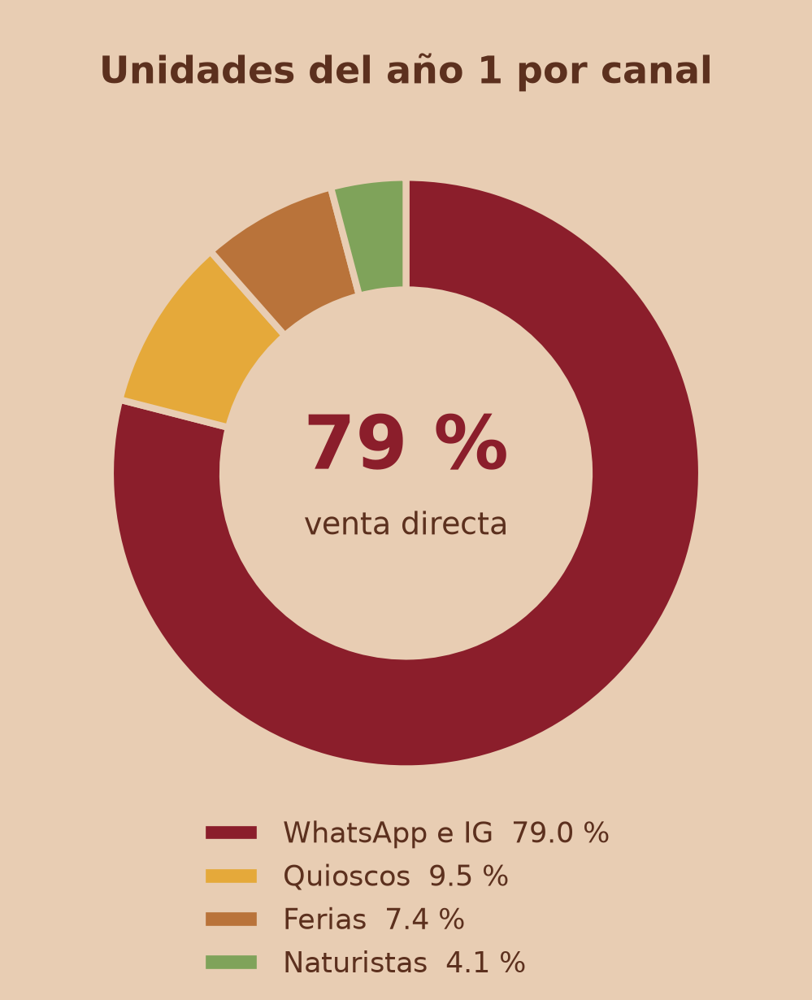 Unidades del año 1 por canal
79 %
venta directa
WhatsApp e IG  79.0 %
Quioscos  9.5 %
Ferias  7.4 %
Naturistas  4.1 %